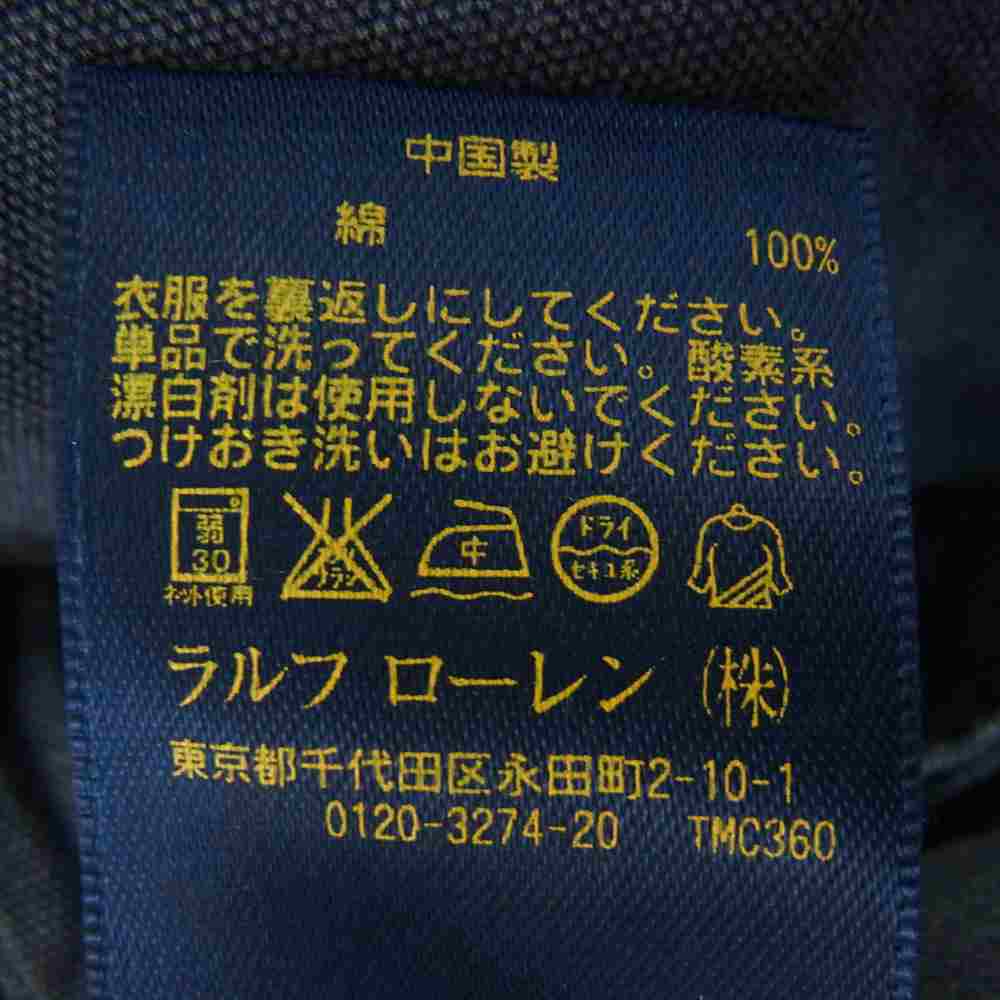 中国製
綿 100%
衣服を裏返しにしてください。
単品で洗ってください。酸素系
漂白剤は使用しないでください。
つけおき洗いはお避けください。
弱 中 ドライ
30 セキユ系
ネット使用
ラルフ ローレン (株)
東京都千代田区永田町2-10-1
0120-3274-20 TMC360